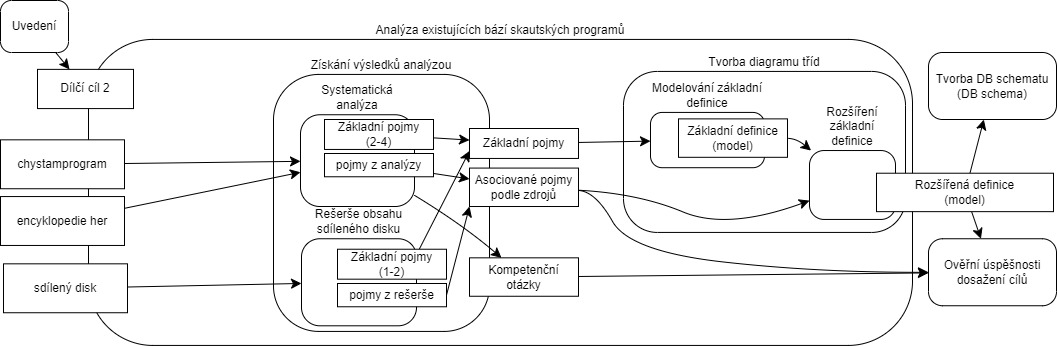 Uvedení
Analýza existujících bází skautských programů
Dílčí cíl 2
Získání výsledků analýzou
Systematická
analýza
Základní pojmy
(2-4)
pojmy z analýzy
chystamprogram
encyklopedie her
sdílený disk
Rešerše obsahu
sdíleného disku
Základní pojmy
(1-2)
pojmy z rešerše
Základní pojmy
Asociované pojmy
podle zdrojů
Kompetenční
otázky
Tvorba diagramu tříd
Modelování základní
definice
Základní definice
(model)
Rozšíření
základní
definice
Rozšířená definice
(model)
Tvorba DB schematu
(DB schema)
Ověřní úspěšnosti
dosažení cílů